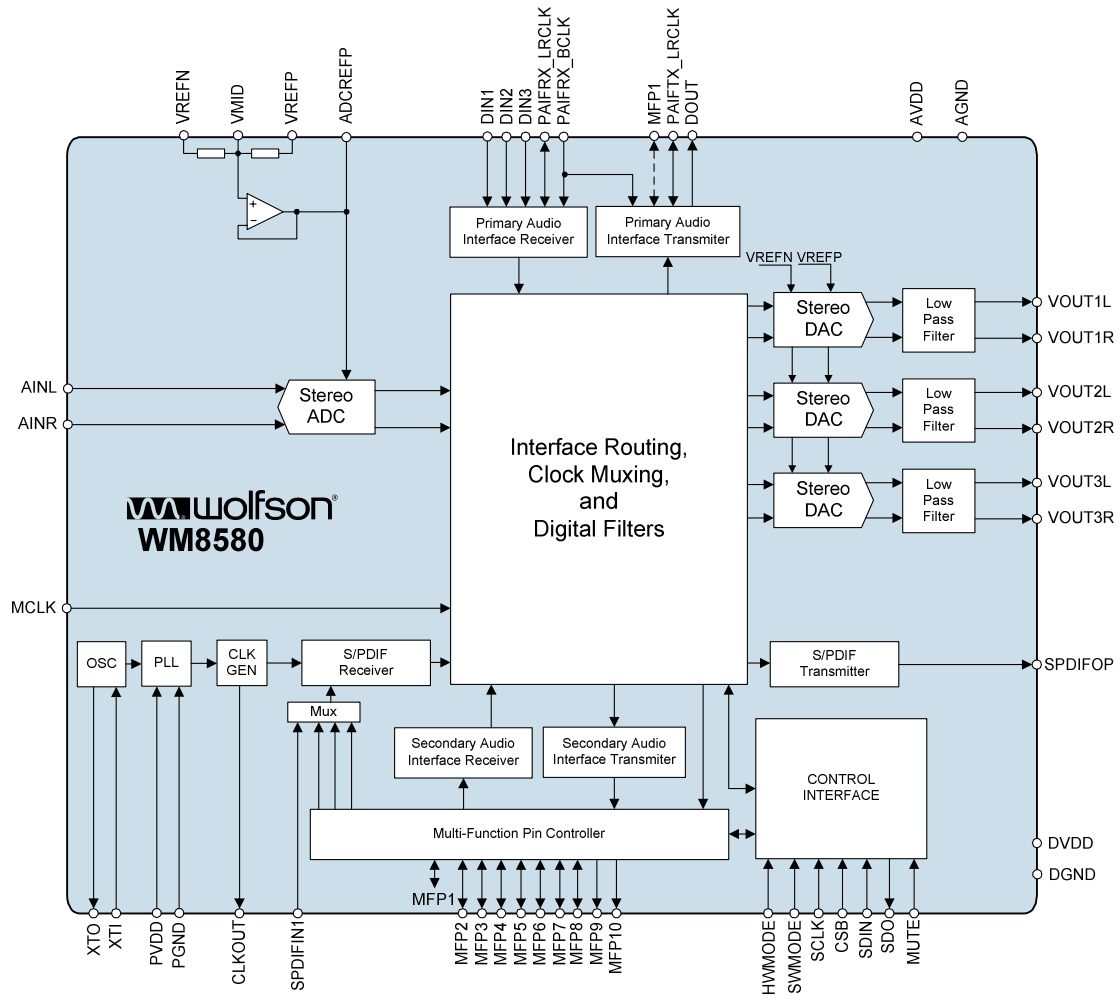 VREFN
VMID
VREFP
ADCREFP
DIN1
DIN2
DIN3
PAIFRX_LRCLK
PAIFRX_BCLK
MFP1
PAIFTX_LRCLK
DOUT
AVDD
AGND
+
−
Primary Audio
Interface Receiver
Primary Audio
Interface Transmiter
VREFN VREFP
Stereo
DAC
Low
Pass
Filter
VOUT1L
VOUT1R
AINL
AINR
Stereo
ADC
Stereo
DAC
Low
Pass
Filter
VOUT2L
VOUT2R
Interface Routing,
Clock Muxing,
and
Digital Filters
Stereo
DAC
Low
Pass
Filter
VOUT3L
VOUT3R
wolfson®
WM8580
MCLK
OSC
PLL
CLK
GEN
S/PDIF
Receiver
Mux
S/PDIF
Transmitter
SPDIFOP
Secondary Audio
Interface Receiver
Secondary Audio
Interface Transmiter
CONTROL
INTERFACE
Multi-Function Pin Controller
DVDD
DGND
MFP1
XTO
XTI
PVDD
PGND
CLKOUT
SPDIFIN1
MFP2
MFP3
MFP4
MFP5
MFP6
MFP7
MFP8
MFP9
MFP10
HWMODE
SWMODE
SCLK
CSB
SDIN
SDO
MUTE